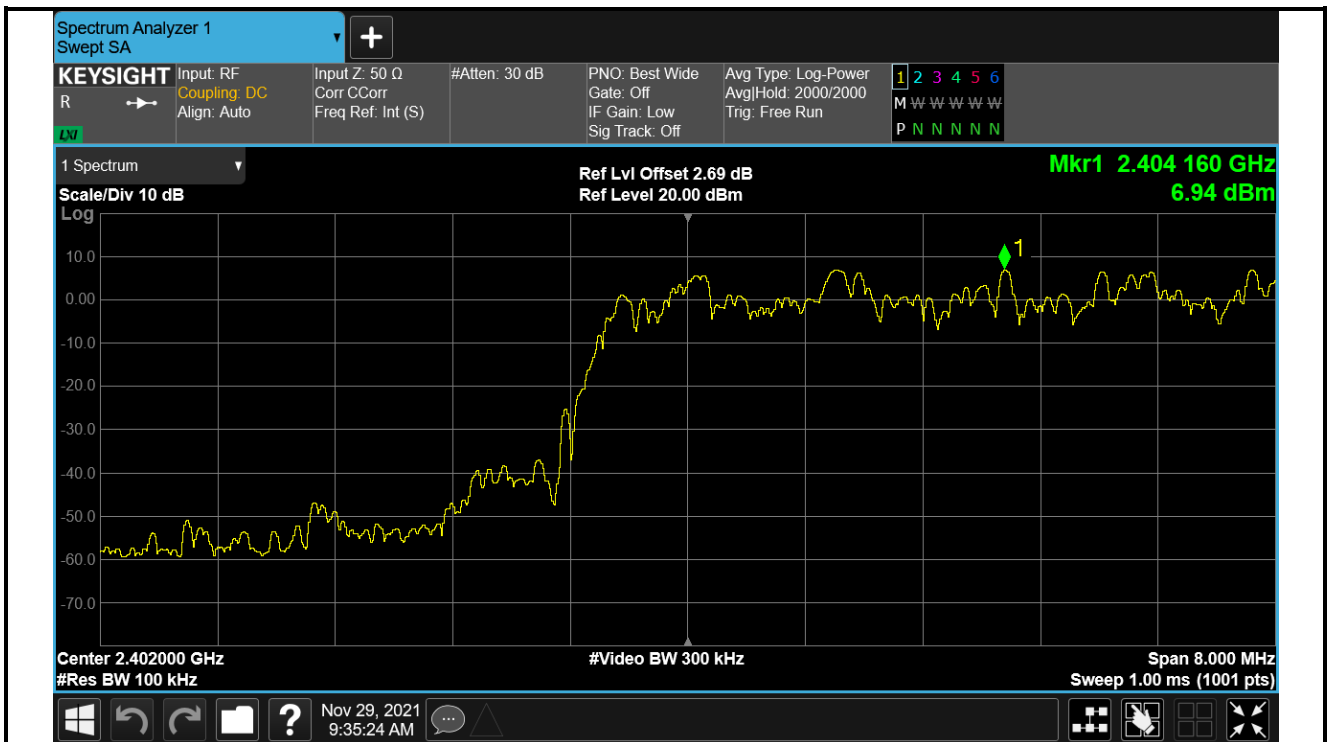 Spectrum Analyzer 1
Swept SA
KEYSIGHT
R
LXI
Input: RF
Coupling: DC
Align: Auto
Input Z: 50 Ω
Corr CCorr
Freq Ref: Int (S)
#Atten: 30 dB
PNO: Best Wide
Gate: Off
IF Gain: Low
Sig Track: Off
Avg Type: Log-Power
Avg|Hold: 2000/2000
Trig: Free Run
1 2 3 4 5 6
M W W W W W
P N N N N N
1 Spectrum
Scale/Div 10 dB
Ref Lvl Offset 2.69 dB
Ref Level 20.00 dBm
Mkr1 2.404 160 GHz
6.94 dBm
Log
10.0
0.00
-10.0
-20.0
-30.0
-40.0
-50.0
-60.0
-70.0
1
Center 2.402000 GHz
#Res BW 100 kHz
#Video BW 300 kHz
Span 8.000 MHz
Sweep 1.00 ms (1001 pts)
?
Nov 29, 2021
9:35:24 AM